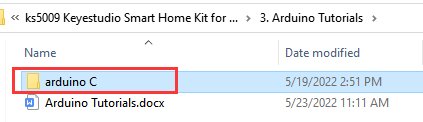 « ks5009 Keyestudio Smart Home Kit for ... > 3. Arduino Tutorials >
Name Date modified
arduino C 5/19/2022 2:51 PM
Arduino Tutorials.docx 5/23/2022 11:11 AM